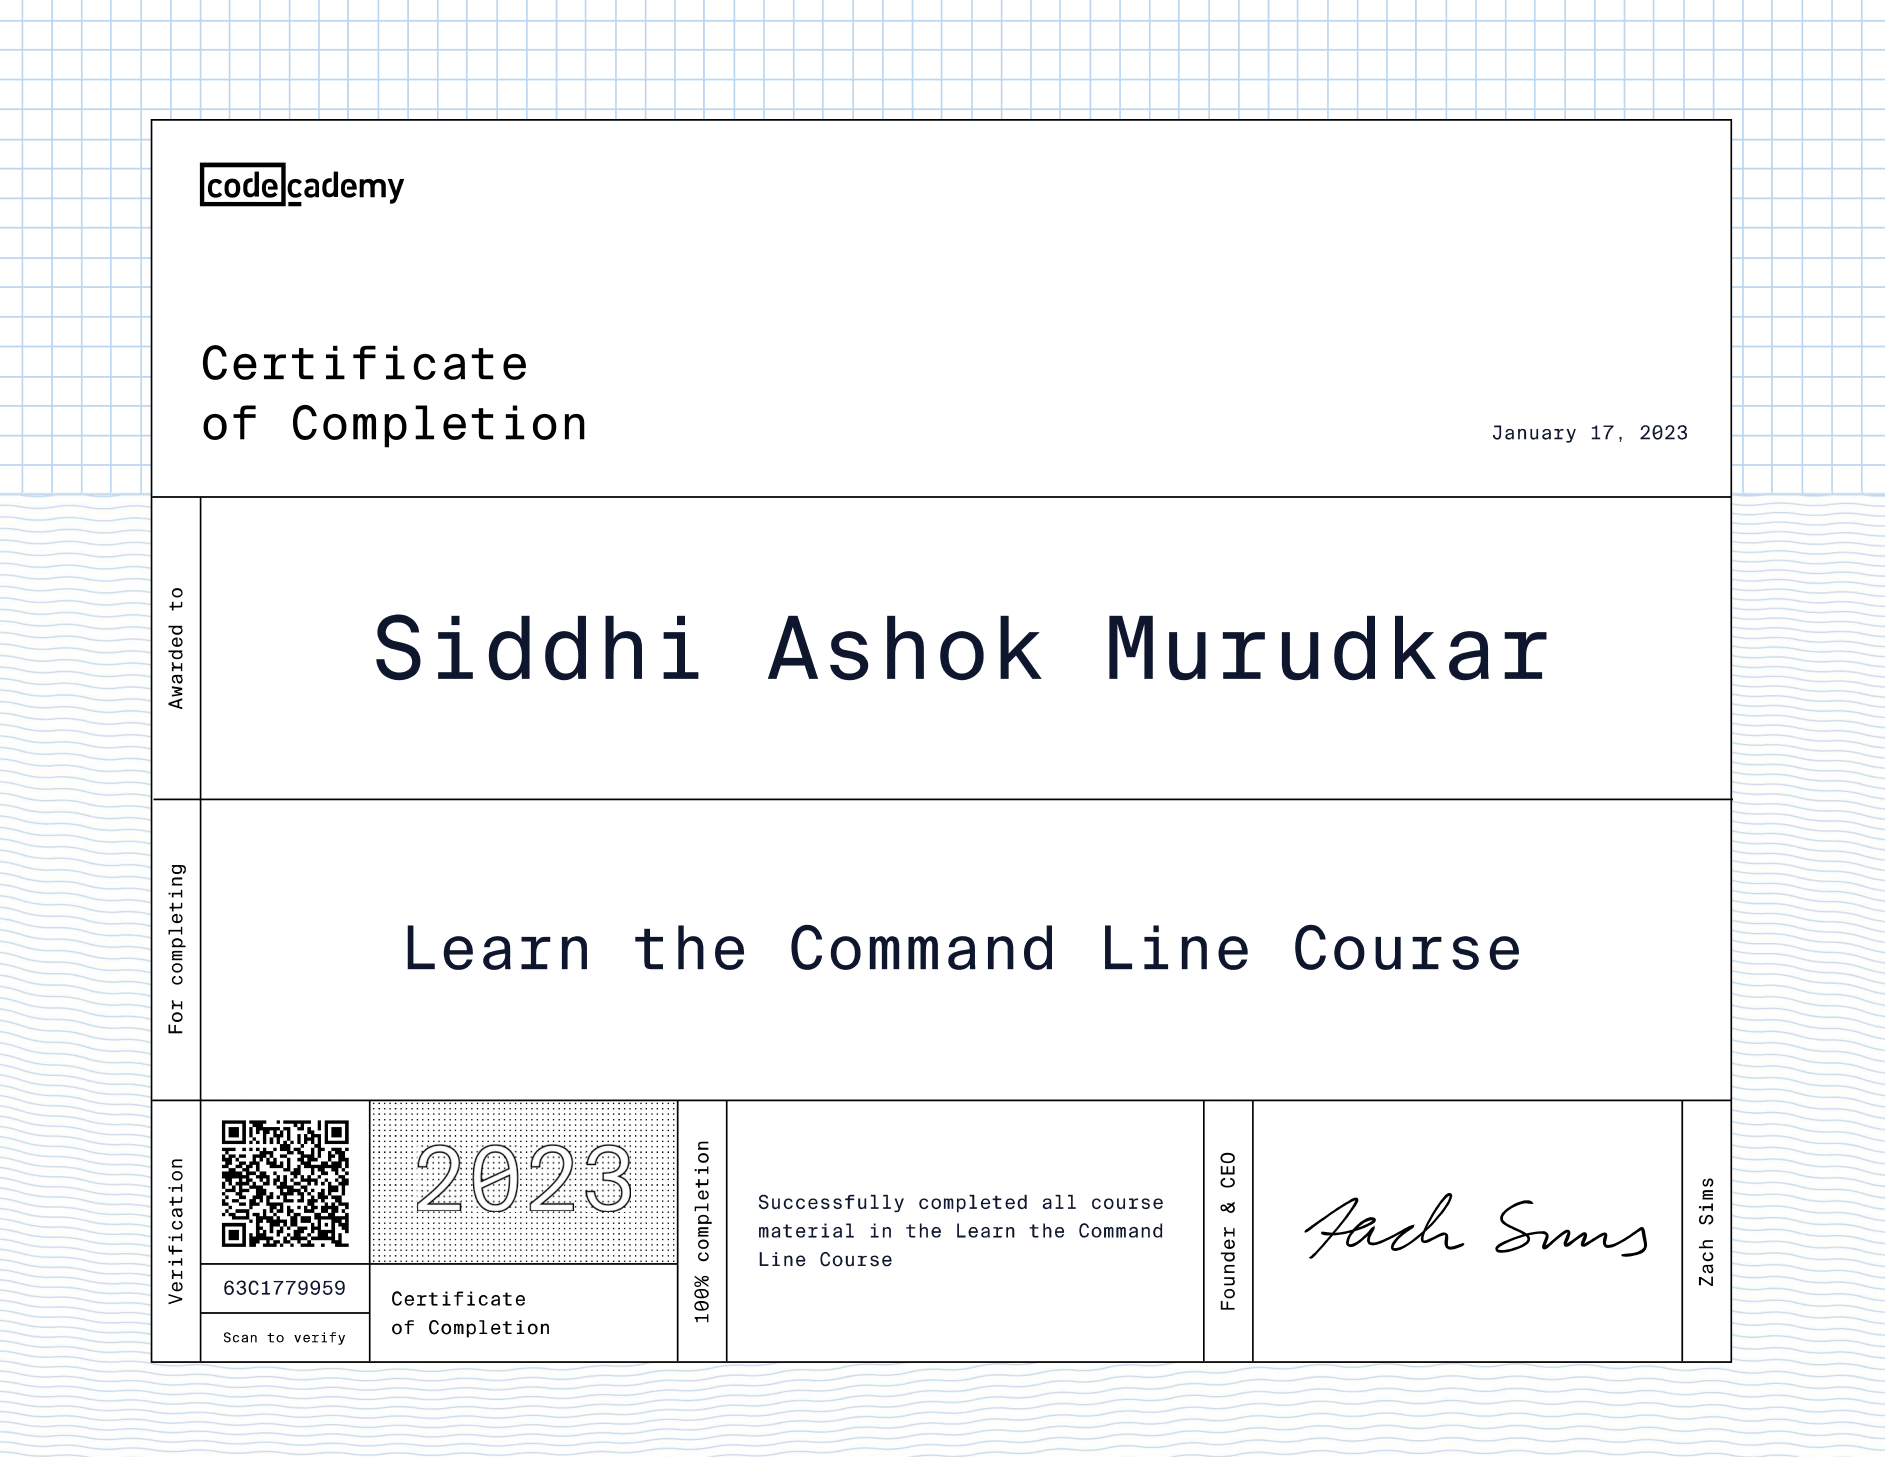 codecademy
Certificate
of Completion
January 17, 2023
Awarded to
Siddhi Ashok Murudkar
For completing
Learn the Command Line Course
Verification
63C1779959
Scan to verify
2023
Certificate
of Completion
100% completion
Successfully completed all course
material in the Learn the Command
Line Course
Founder & CEO
Zach Sims
Zach Sims